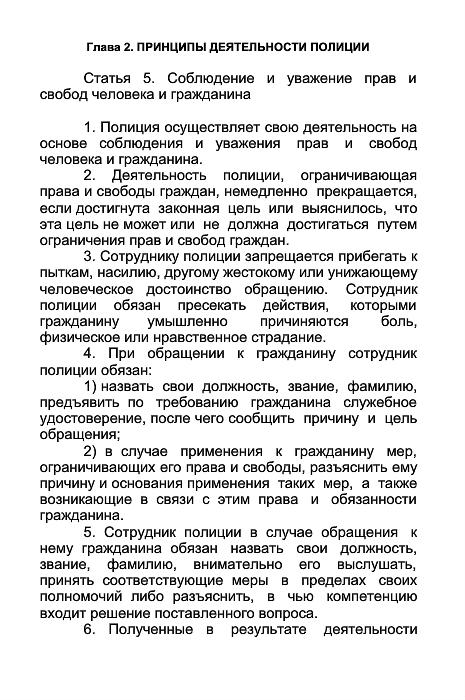 Глава 2. ПРИНЦИПЫ ДЕЯТЕЛЬНОСТИ ПОЛИЦИИ
Статья 5. Соблюдение и уважение прав и
свобод человека и гражданина
1. Полиция осуществляет свою деятельность на
основе соблюдения и уважения прав и свобод
человека и гражданина.
2. Деятельность полиции, ограничивающая
права и свободы граждан, немедленно прекращается,
если достигнута законная цель или выяснилось, что
эта цель не может или не должна достигаться путем
ограничения прав и свобод граждан.
3. Сотруднику полиции запрещается прибегать к
пыткам, насилию, другому жестокому или унижающему
человеческое достоинство обращению. Сотрудник
полиции обязан пресекать действия, которыми
гражданину умышленно причиняются боль,
физическое или нравственное страдание.
4. При обращении к гражданину сотрудник
полиции обязан:
1) назвать свои должность, звание, фамилию,
предъявить по требованию гражданина служебное
удостоверение, после чего сообщить причину и цель
обращения;
2) в случае применения к гражданину мер,
ограничивающих его права и свободы, разъяснить ему
причину и основания применения таких мер, а также
возникающие в связи с этим права и обязанности
гражданина.
5. Сотрудник полиции в случае обращения к
нему гражданина обязан назвать свои должность,
звание, фамилию, внимательно его выслушать,
принять соответствующие меры в пределах своих
полномочий либо разъяснить, в чью компетенцию
входит решение поставленного вопроса.
6. Полученные в результате деятельности